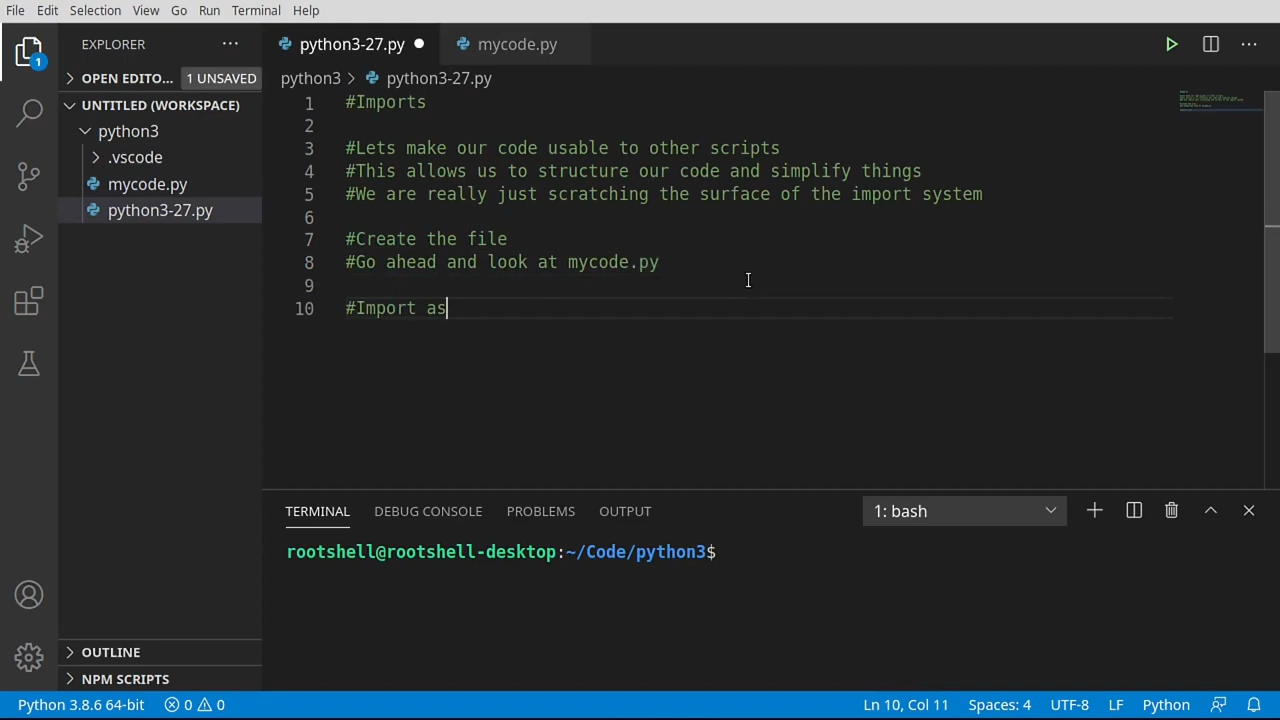 File Edit Selection View Go Run Terminal Help
EXPLORER ···
OPEN EDITO... 1 UNSAVED
UNTITLED (WORKSPACE)
python3
.vscode
mycode.py
python3-27.py
OUTLINE
NPM SCRIPTS
1
python3-27.py mycode.py ···
python3 > python3-27.py
1 #Imports
2
3 #Lets make our code usable to other scripts
4 #This allows us to structure our code and simplify things
5 #We are really just scratching the surface of the import system
6
7 #Create the file
8 #Go ahead and look at mycode.py
9
10 #Import as
TERMINAL DEBUG CONSOLE PROBLEMS OUTPUT 1: bash
rootshell@rootshell-desktop:~/Code/python3$
Python 3.8.6 64-bit 0 0 Ln 10, Col 11 Spaces: 4 UTF-8 LF Python